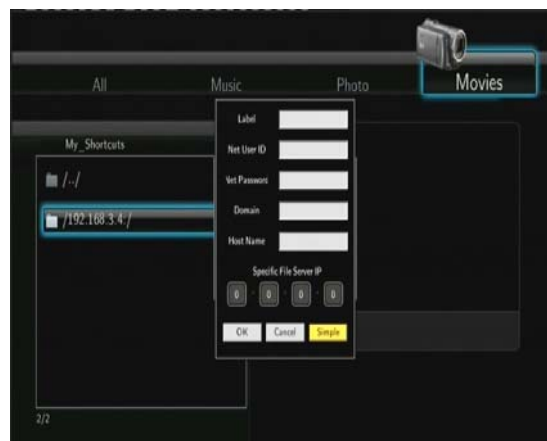 All Music Photo Movies
My_Shortcuts
/../
/192.168.3.4:/
2/2
Label
Net User ID
Net Passwors
Domain
Host Name
Specific File Server IP
0 . 0 . 0 . 0
OK Cancel Simple